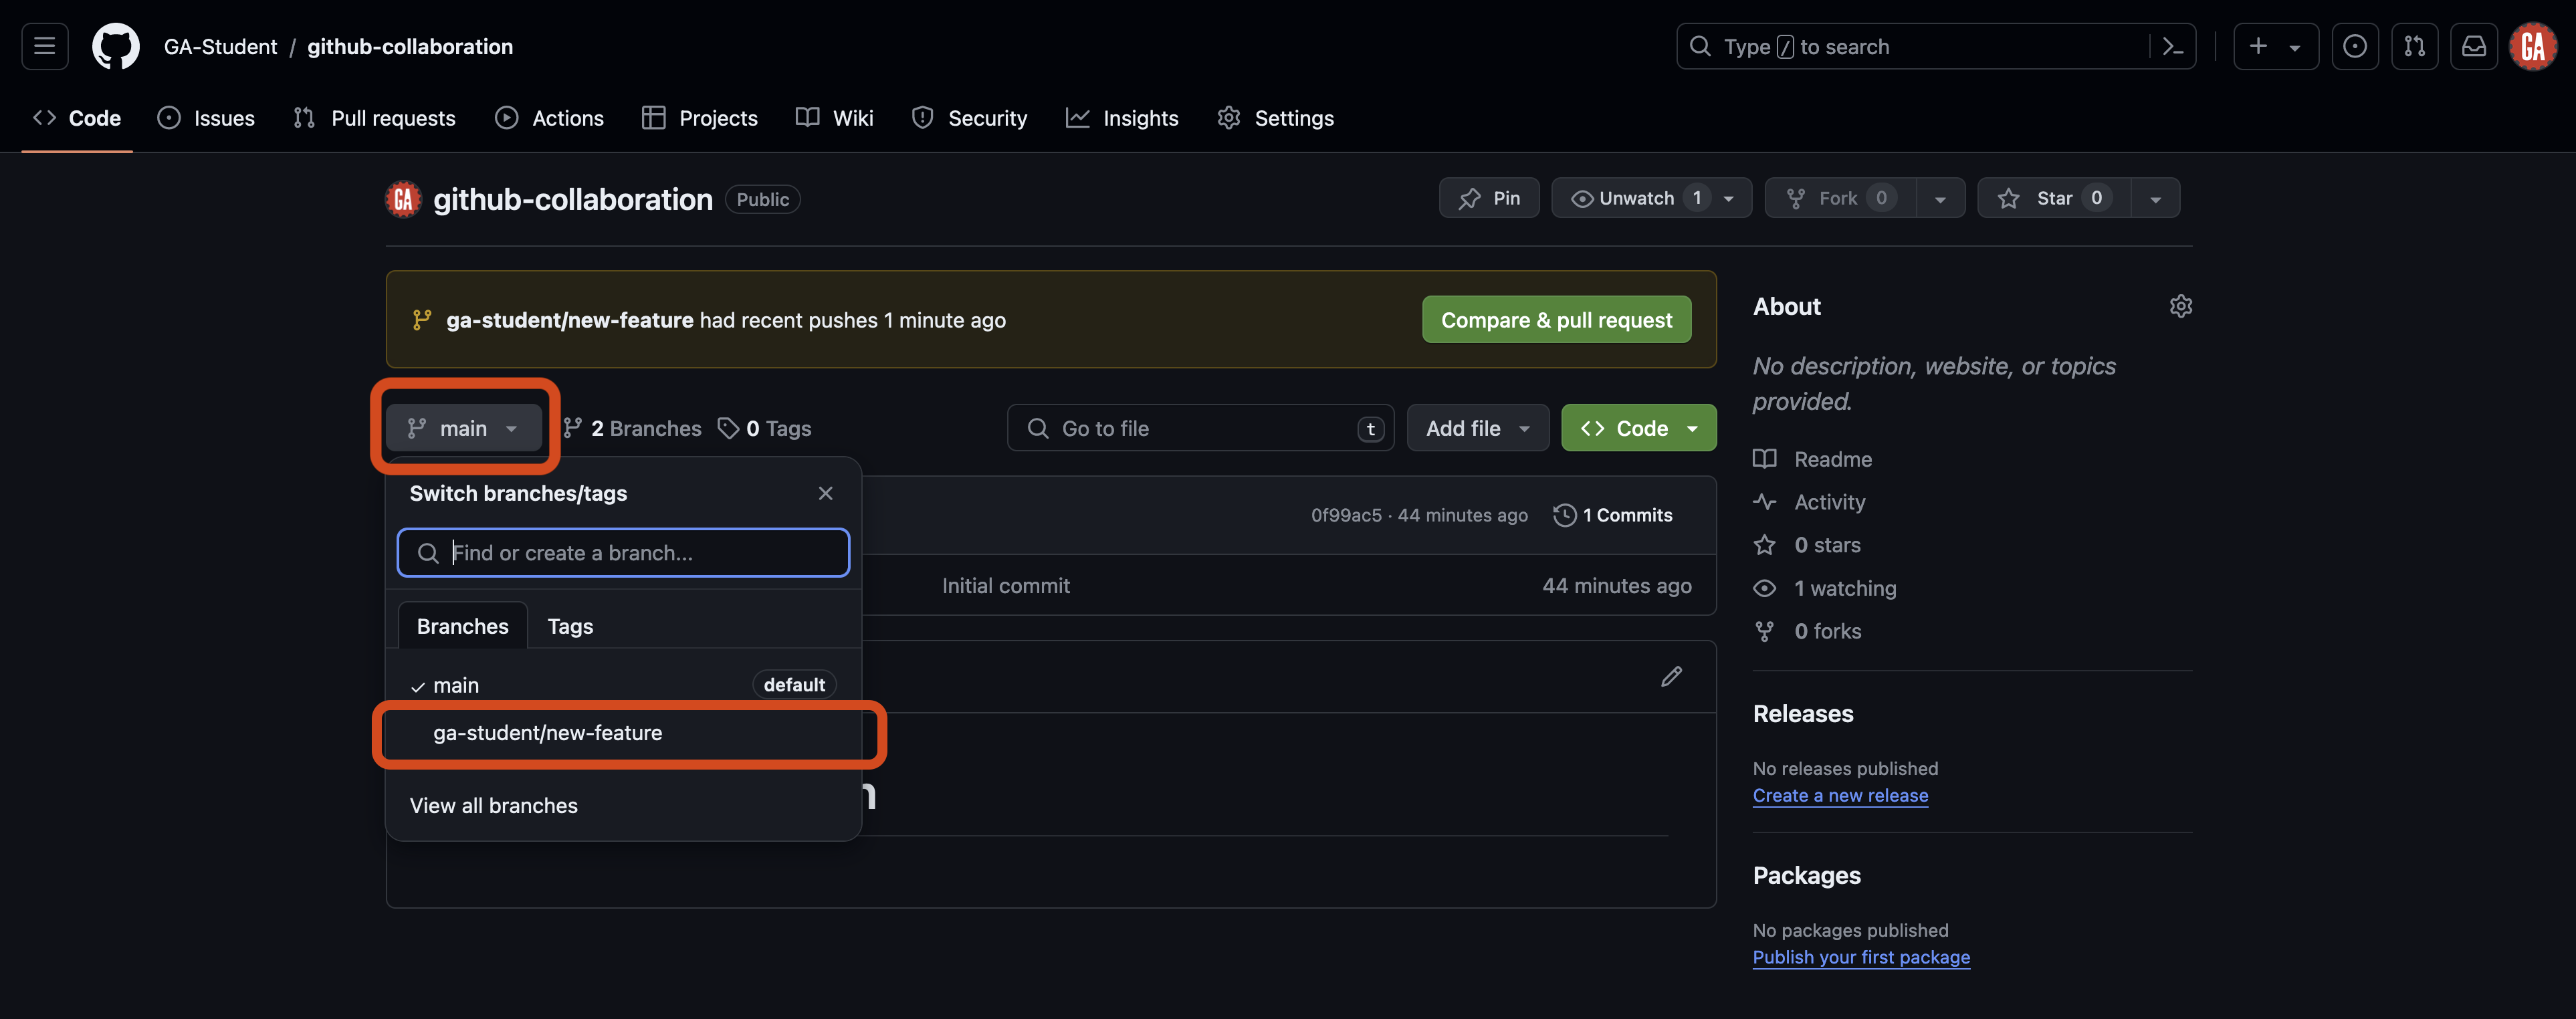 GA-Student / github-collaboration
Type / to search
GA
Code Issues Pull requests Actions Projects Wiki Security Insights Settings
GA github-collaboration Public
Pin Unwatch 1 Fork 0 Star 0
ga-student/new-feature had recent pushes 1 minute ago Compare & pull request
main 2 Branches 0 Tags Go to file t Add file Code
Switch branches/tags
Find or create a branch...
Branches Tags
main default
ga-student/new-feature
View all branches
0f99ac5 · 44 minutes ago 1 Commits
Initial commit 44 minutes ago
About
No description, website, or topics
provided.
Readme
Activity
0 stars
1 watching
0 forks
Releases
No releases published
Create a new release
Packages
No packages published
Publish your first package